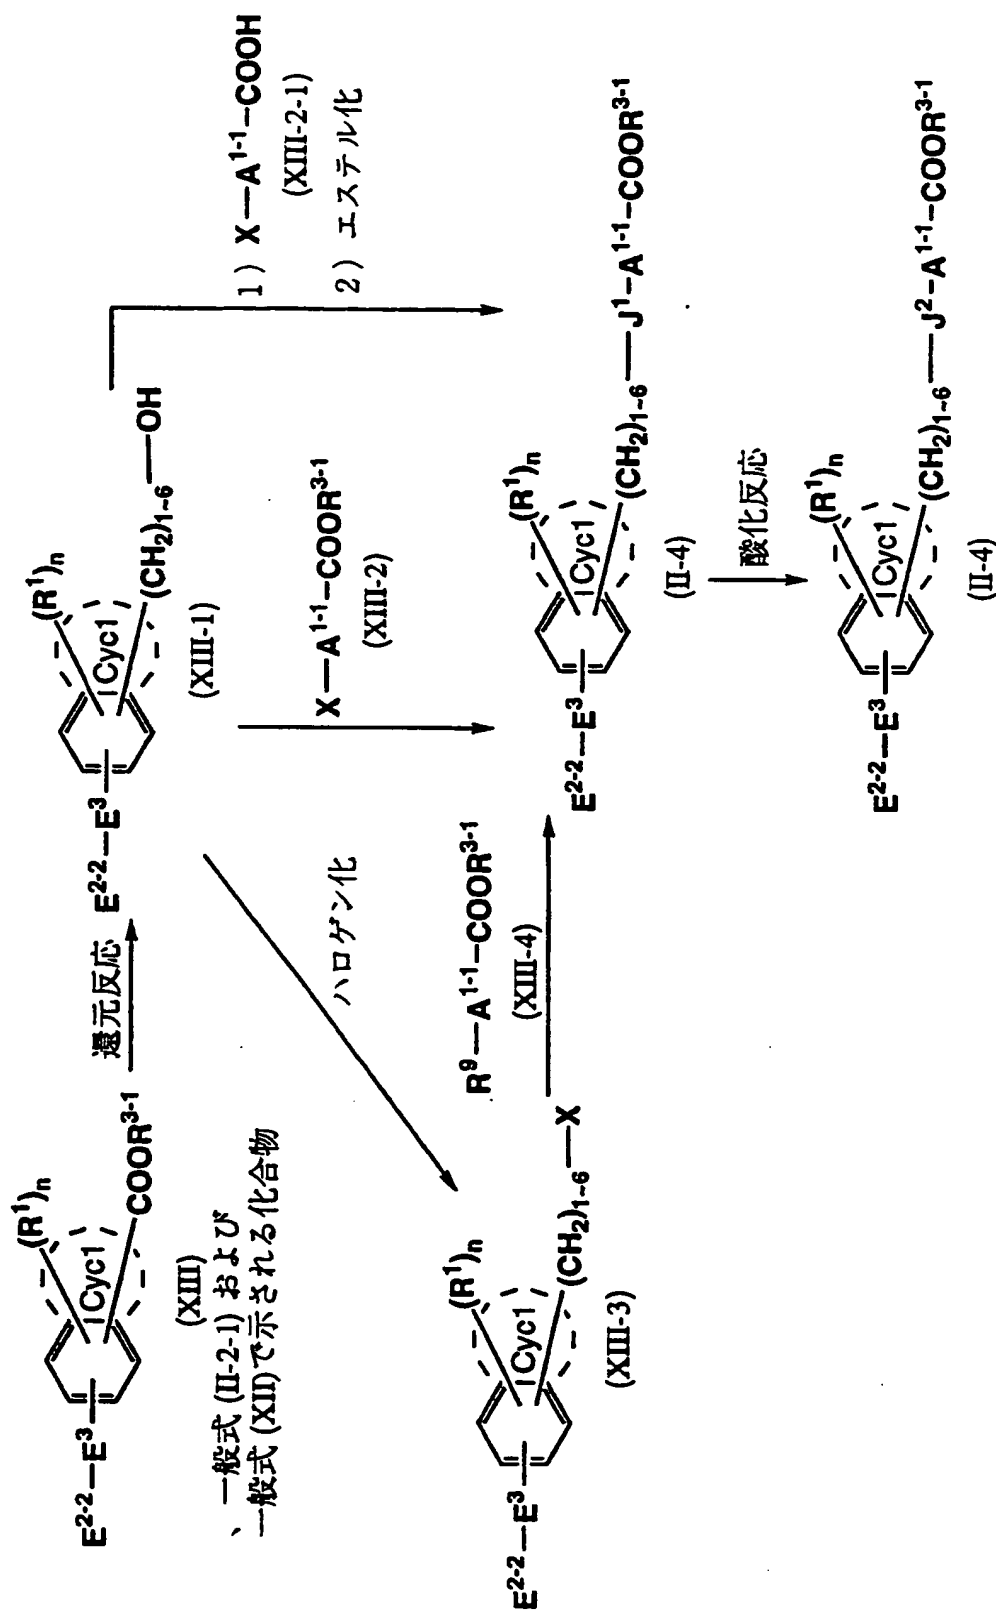 E²⁻²—E³
Cyc1
(R¹)ₙ
COOR³⁻¹
(XIII)
、一般式 (II-2-1) および
一般式 (XII)で示される化合物
還元反応
E²⁻²—E³
Cyc1
(R¹)ₙ
(CH₂)₁~₆—OH
(XIII-1)
1) X—A¹⁻¹—COOH
(XIII-2-1)
2) エステル化
X—A¹⁻¹—COOR³⁻¹
(XIII-2)
ハロゲン化
E²⁻²—E³
Cyc1
(R¹)ₙ
(CH₂)₁~₆—X
(XIII-3)
R⁹—A¹⁻¹—COOR³⁻¹
(XIII-4)
E²⁻²—E³
Cyc1
(R¹)ₙ
(CH₂)₁~₆—J¹—A¹⁻¹—COOR³⁻¹
(II-4)
酸化反応
E²⁻²—E³
Cyc1
(R¹)ₙ
(CH₂)₁~₆—J²—A¹⁻¹—COOR³⁻¹
(II-4)